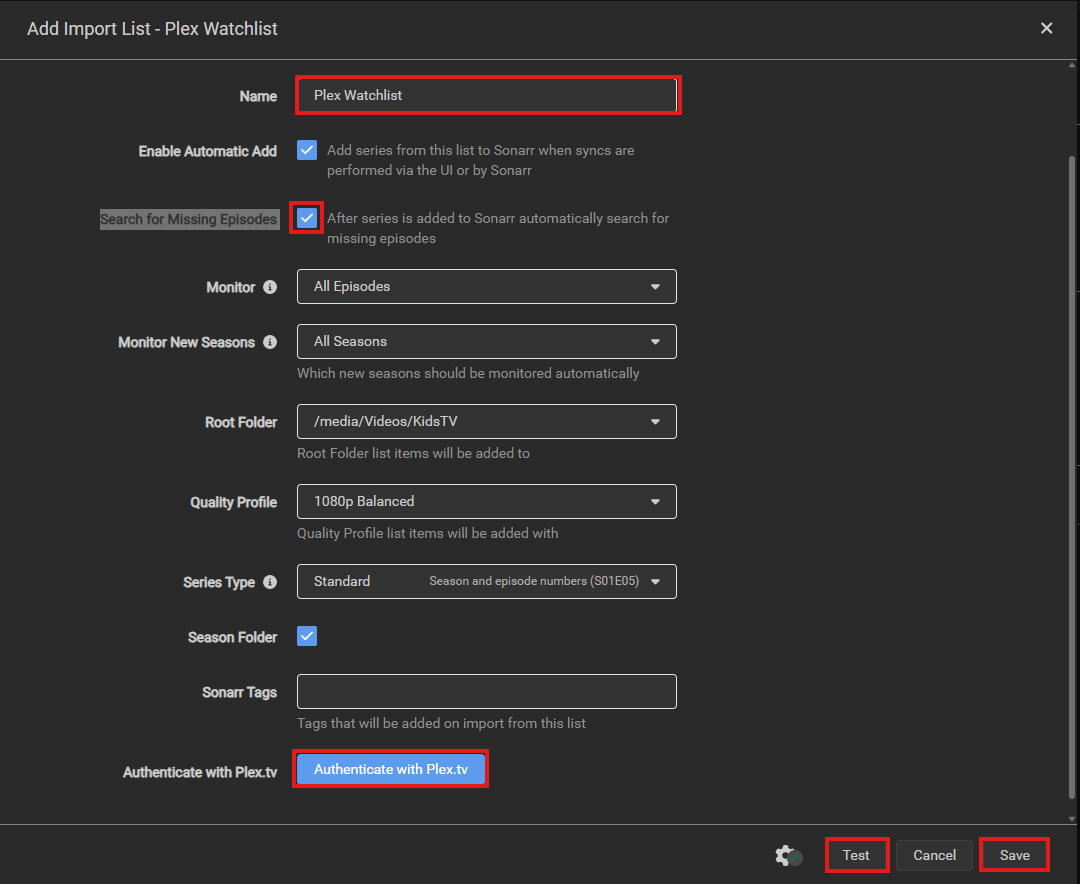 Add Import List - Plex Watchlist
Name
Plex Watchlist
Enable Automatic Add
Add series from this list to Sonarr when syncs are
performed via the UI or by Sonarr
Search for Missing Episodes
After series is added to Sonarr automatically search for
missing episodes
Monitor
All Episodes
Monitor New Seasons
All Seasons
Which new seasons should be monitored automatically
Root Folder
/media/Videos/KidsTV
Root Folder list items will be added to
Quality Profile
1080p Balanced
Quality Profile list items will be added with
Series Type
Standard Season and episode numbers (S01E05)
Season Folder
Sonarr Tags
Tags that will be added on import from this list
Authenticate with Plex.tv
Authenticate with Plex.tv
Test
Cancel
Save